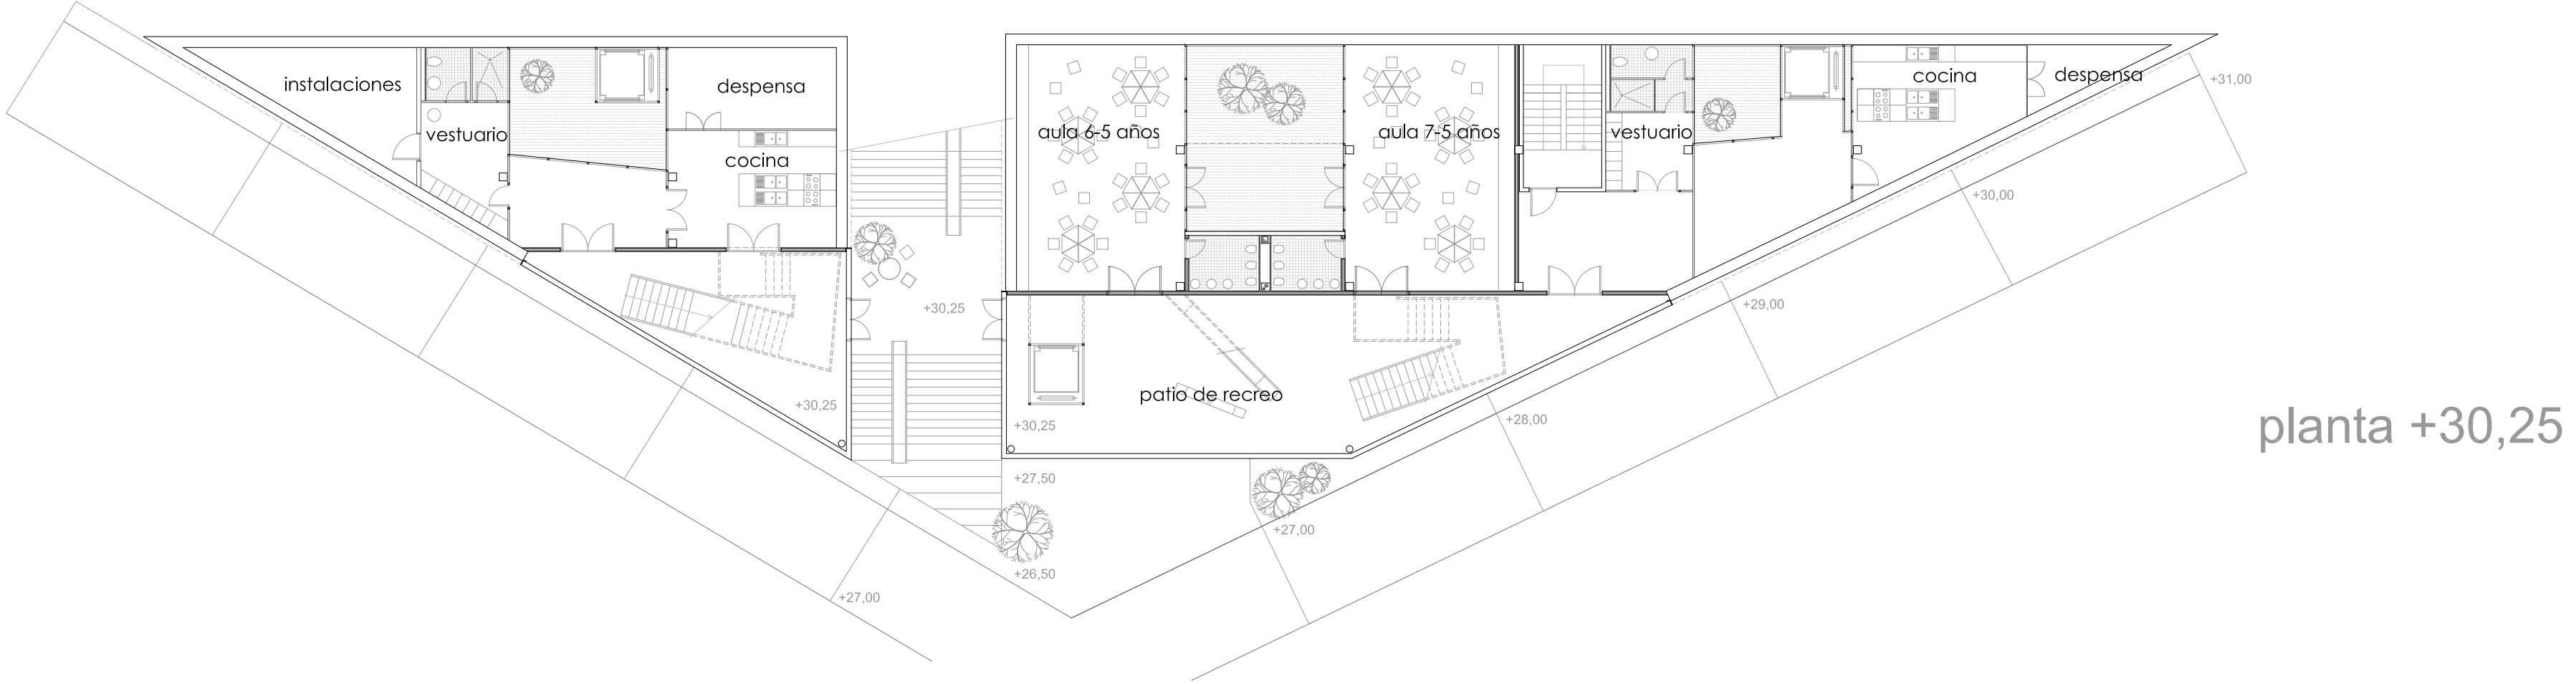 instalaciones
despensa
vestuario
cocina
aula 6-5 años
aula 7-5 años
vestuario
cocina
despensa
+31,00
+30,00
+30,25
+29,00
patio de recreo
+30,25
+30,25
+28,00
planta +30,25
+27,50
+27,00
+26,50
+27,00